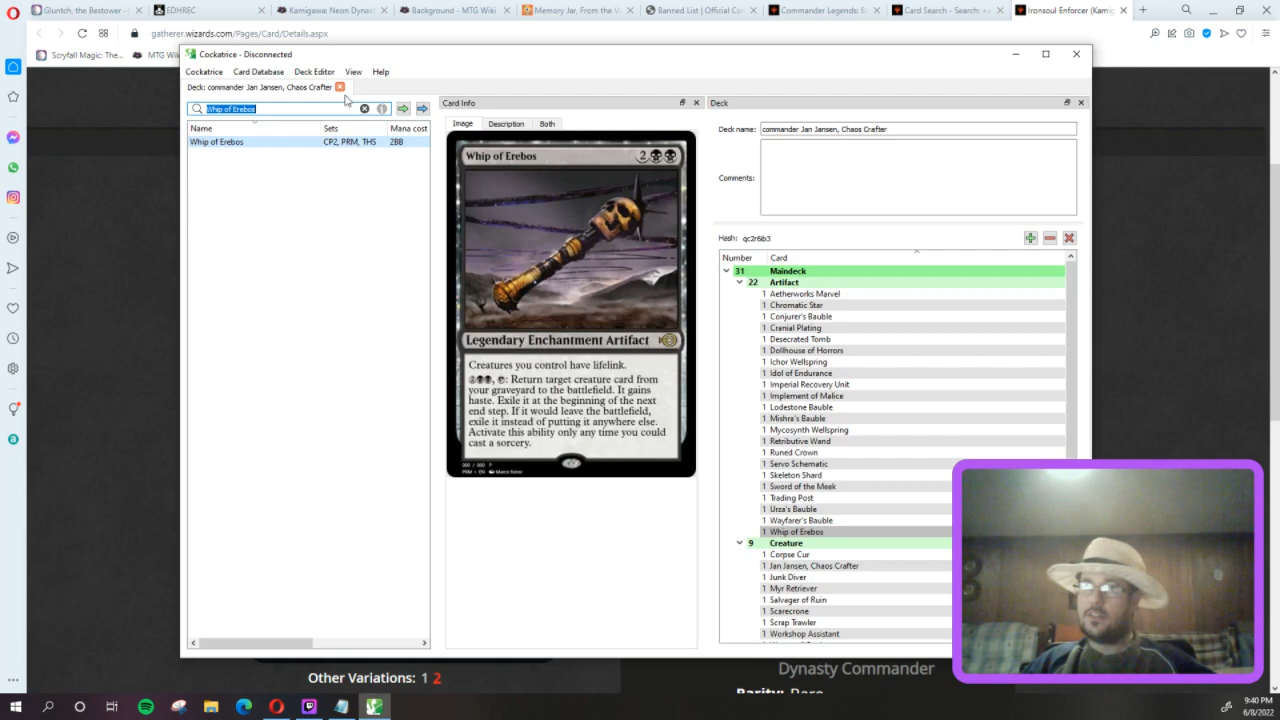 Gluntch, the Bestower -
EDHREC
Kamigawa: Neon Dynast
Background - MTG Wiki
Memory Jar, From the V
Banned List | Official Co
Commander Legends:
Card Search - Search: +
Ironsoul Enforcer (Kami
gatherer.wizards.com/Pages/Card/Details.aspx
Scryfall Magic: The...
MTG Wik
Cockatrice - Disconnected
Cockatrice Card Database Deck Editor View Help
Deck: commander Jan Jansen, Chaos Crafter
Whip of Erebos
Name Sets Mana cost
Whip of Erebos CP2, PRM, THS 2BB
Card Info
Image Description Both
Whip of Erebos 2
Legendary Enchantment Artifact
Creatures you control have lifelink.
2, : Return target creature card from
your graveyard to the battlefield. It gains
haste. Exile it at the beginning of the next
end step. If it would leave the battlefield,
exile it instead of putting it anywhere else.
Activate this ability only any time you could
cast a sorcery.
PRM • EN Marco Nelor
Deck
Deck name: commander Jan Jansen, Chaos Crafter
Comments:
Hash: qc2r6ib3
Number Card
31 Maindeck
22 Artifact
1 Aetherworks Marvel
1 Chromatic Star
1 Conjurer's Bauble
1 Cranial Plating
1 Desecrated Tomb
1 Dollhouse of Horrors
1 Ichor Wellspring
1 Idol of Endurance
1 Imperial Recovery Unit
1 Implement of Malice
1 Lodestone Bauble
1 Mishra's Bauble
1 Mycosynth Wellspring
1 Retributive Wand
1 Runed Crown
1 Servo Schematic
1 Skeleton Shard
1 Sword of the Meek
1 Trading Post
1 Urza's Bauble
1 Wayfarer's Bauble
1 Whip of Erebos
9 Creature
1 Corpse Cur
1 Jan Jansen, Chaos Crafter
1 Junk Diver
1 Myr Retriever
1 Salvager of Ruin
1 Scarecrone
1 Scrap Trawler
1 Workshop Assistant
Other Variations: 1 2
Dynasty Commander
Rarity: Rare
9:40 PM
6/8/2022